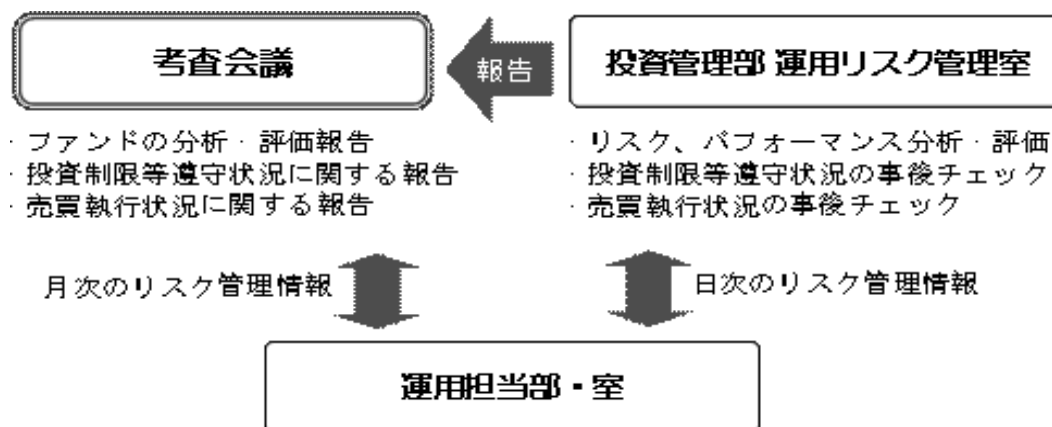 考査会議
報告
投資管理部 運用リスク管理室
・ファンドの分析・評価報告
・投資制限等遵守状況に関する報告
・売買執行状況に関する報告
・リスク、パフォーマンス分析・評価
・投資制限等遵守状況の事後チェック
・売買執行状況の事後チェック
月次のリスク管理情報
日次のリスク管理情報
運用担当部・室